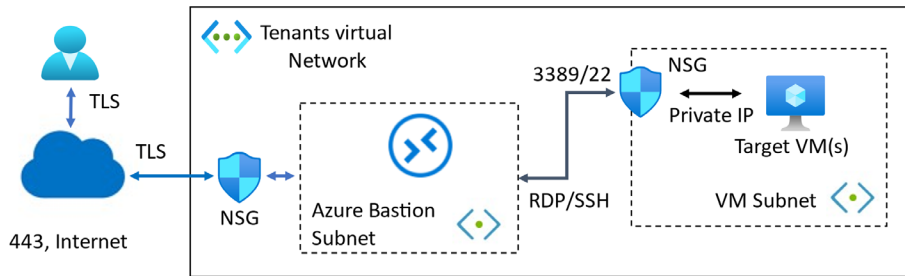 Tenants virtual
Network
TLS
443, Internet
TLS
NSG
Azure Bastion
Subnet
RDP/SSH
3389/22
NSG
Private IP
Target VM(s)
VM Subnet